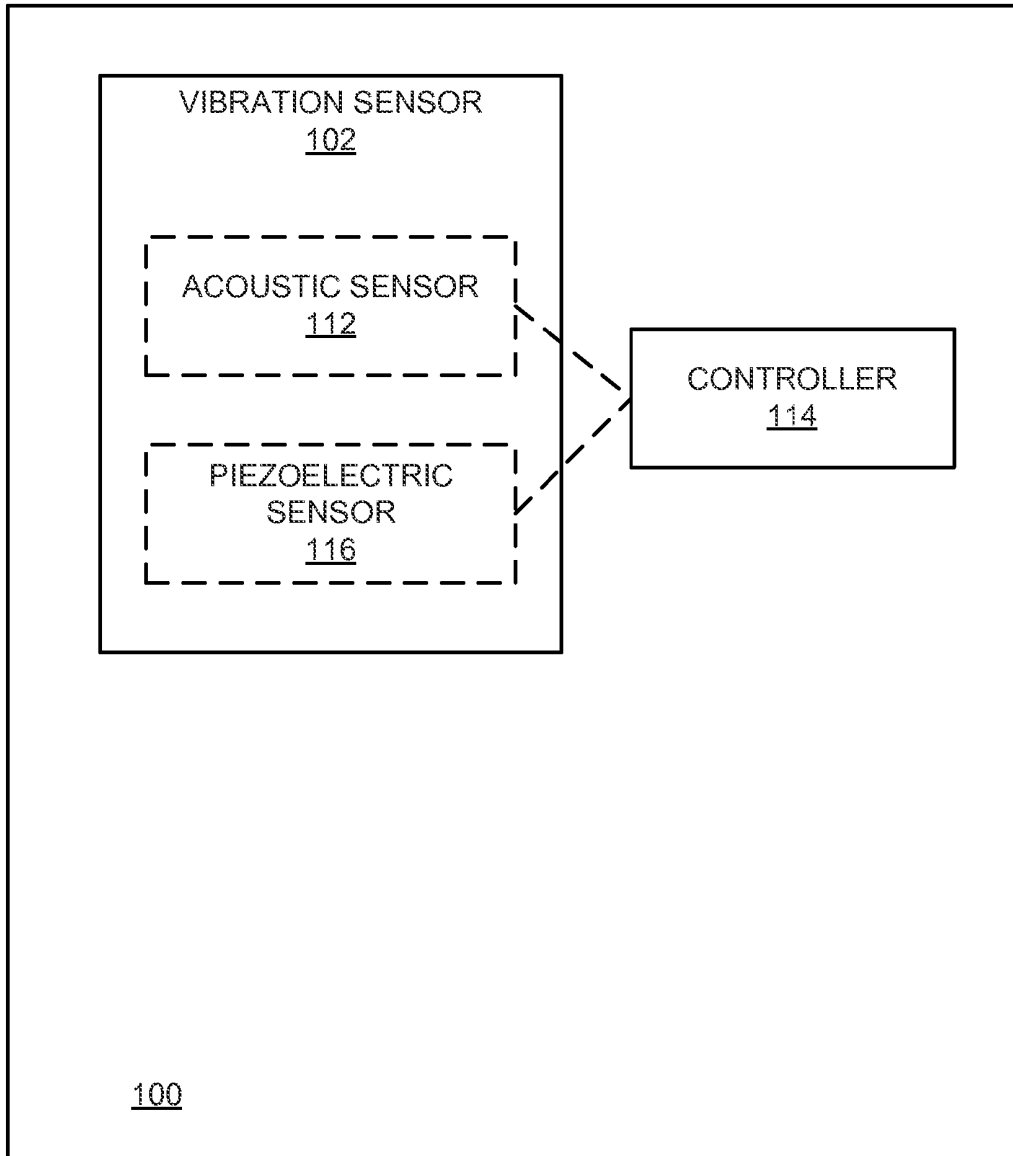 VIBRATION SENSOR
102
ACOUSTIC SENSOR
112
CONTROLLER
114
PIEZOELECTRIC
SENSOR
116
100